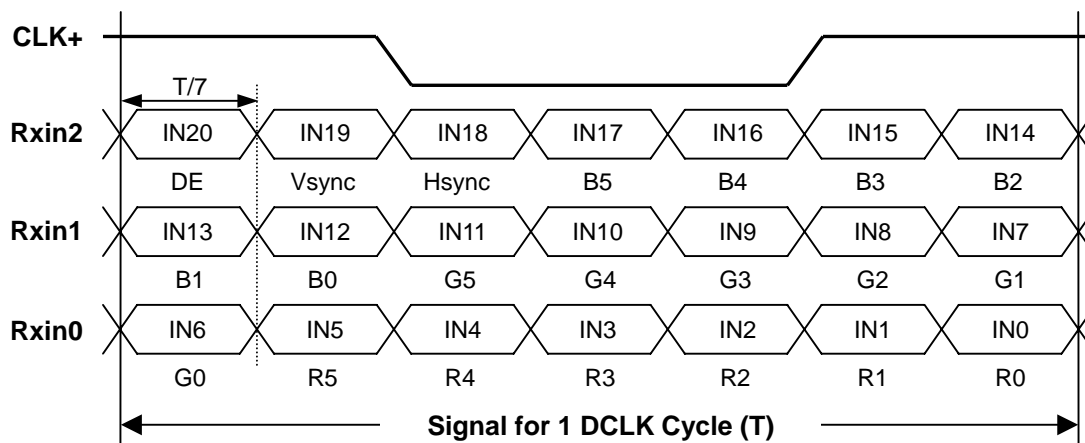 CLK+
T/7
Rxin2 IN20 IN19 IN18 IN17 IN16 IN15 IN14
DE Vsync Hsync B5 B4 B3 B2
Rxin1 IN13 IN12 IN11 IN10 IN9 IN8 IN7
B1 B0 G5 G4 G3 G2 G1
Rxin0 IN6 IN5 IN4 IN3 IN2 IN1 IN0
G0 R5 R4 R3 R2 R1 R0
Signal for 1 DCLK Cycle (T)